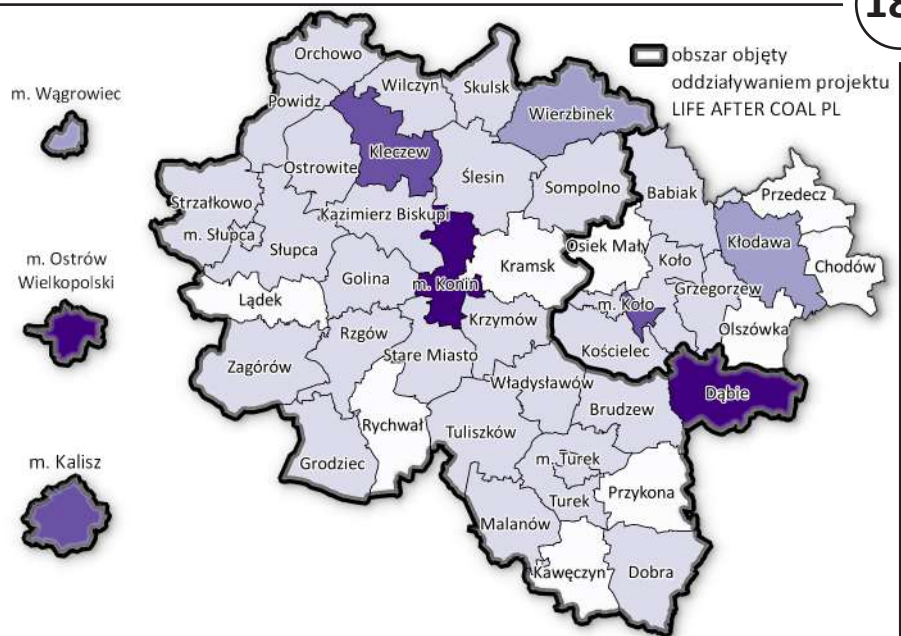 18
obszar objęty
oddziaływaniem projektu
LIFE AFTER COAL PL
m. Wągrowiec
m. Ostrów
Wielkopolski
m. Kalisz
Orchowo
Wilczyn
Skulsk
Powidz
Wierzbinek
Kleczew
Ostrowite
Ślesin
Sompolno
Strzałkowo
Kazimierz Biskupi
Babiak
Przedecz
m. Słupca
Słupca
Osiek Mały
Kłodawa
Golina
m. Konin
Kramsk
Koło
Chodów
Lądek
Grzegorzew
m. Koło
Rzgów
Krzymów
Olszówka
Zagórów
Stare Miasto
Kościelec
Władysławów
Dąbie
Rychwał
Brudzew
Tuliszków
Grodziec
m. Turek
Przykona
Turek
Malanów
Kawęczyn
Dobra